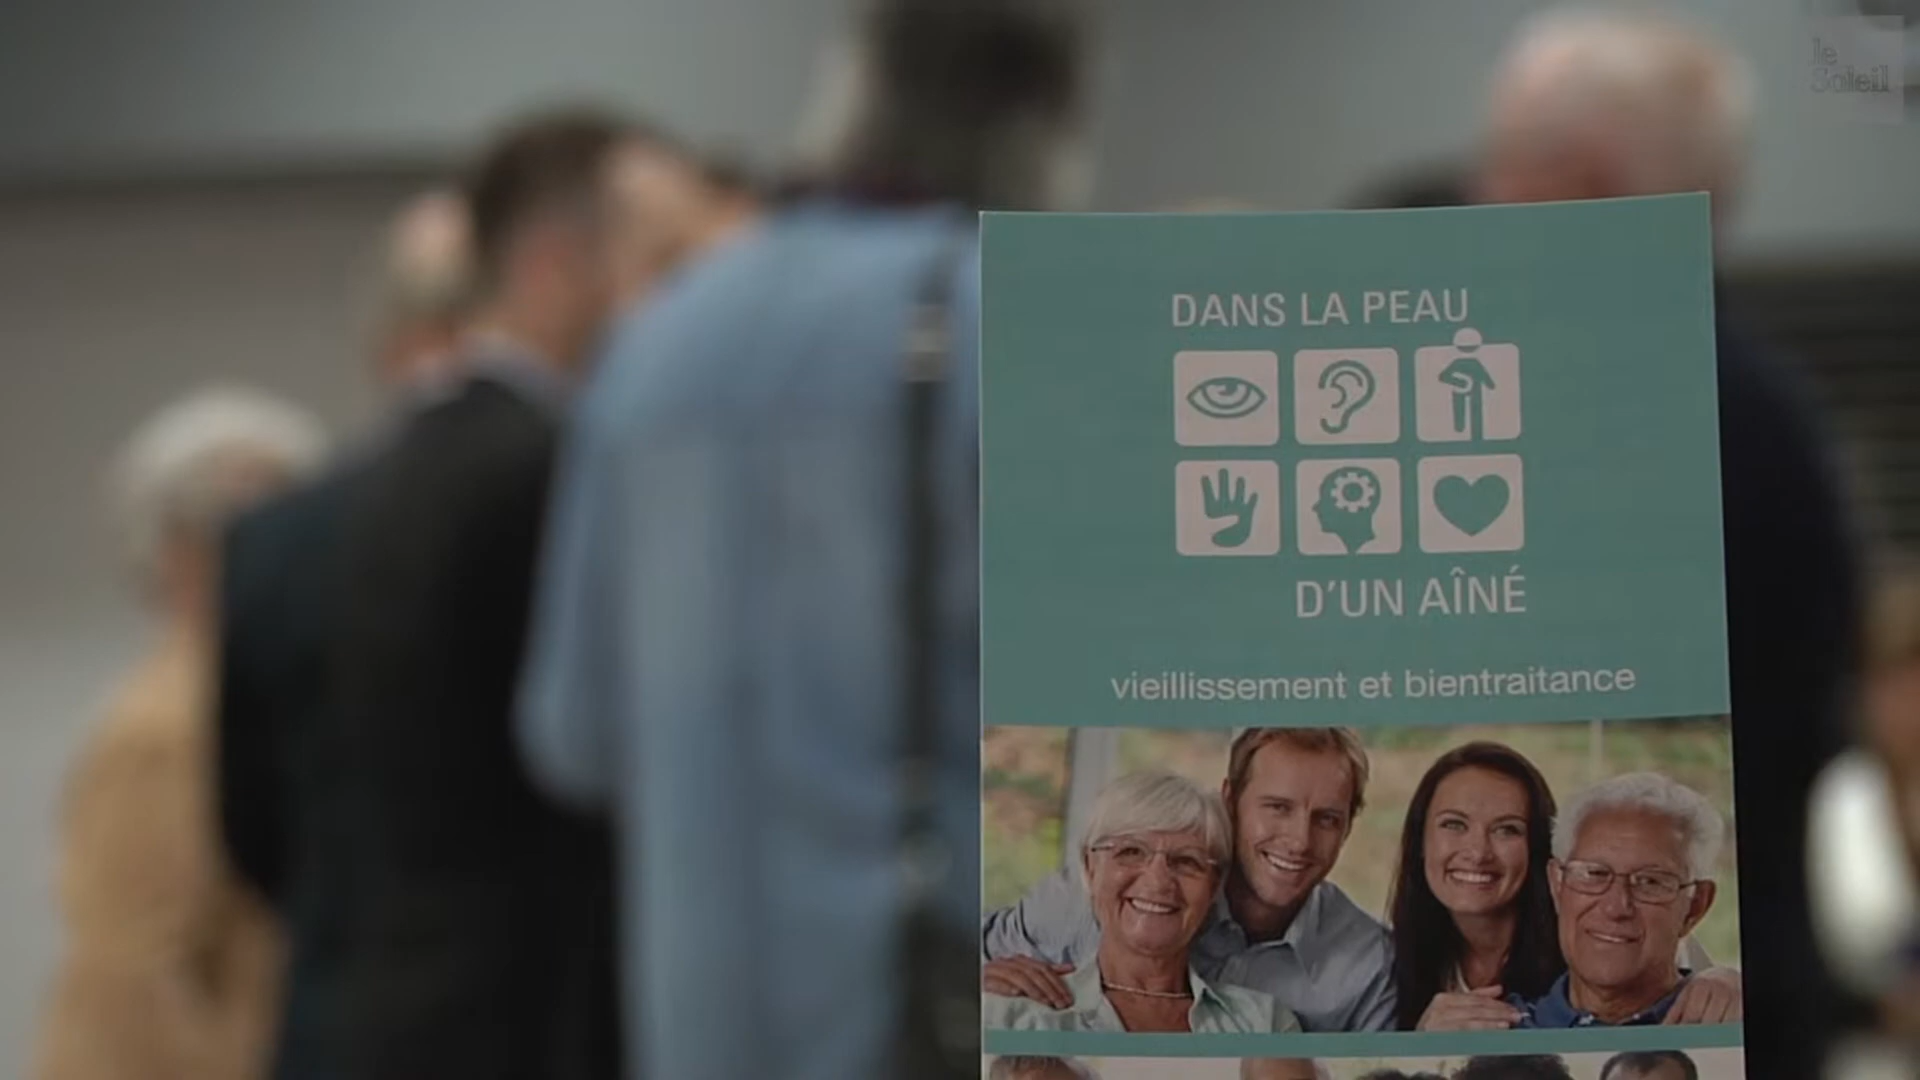 le
Soleil
DANS LA PEAU
D'UN AÎNÉ
vieillissement et bientraitance